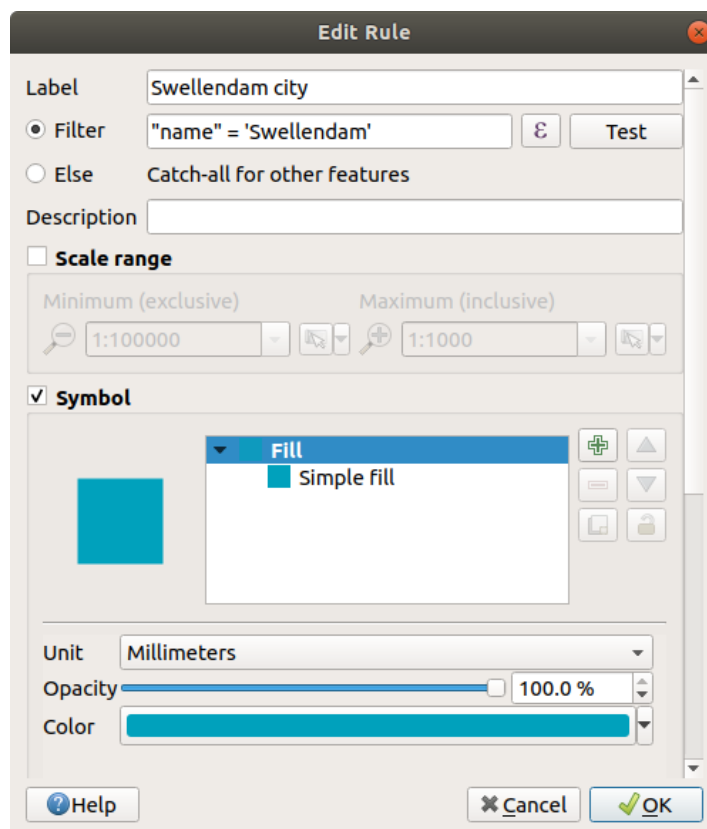 Edit Rule
Label Swellendam city
Filter "name" = 'Swellendam' ε Test
Else Catch-all for other features
Description
Scale range
Minimum (exclusive) Maximum (inclusive)
1:100000 1:1000
Symbol
Fill
Simple fill
Unit Millimeters
Opacity 100.0 %
Color
Help Cancel OK